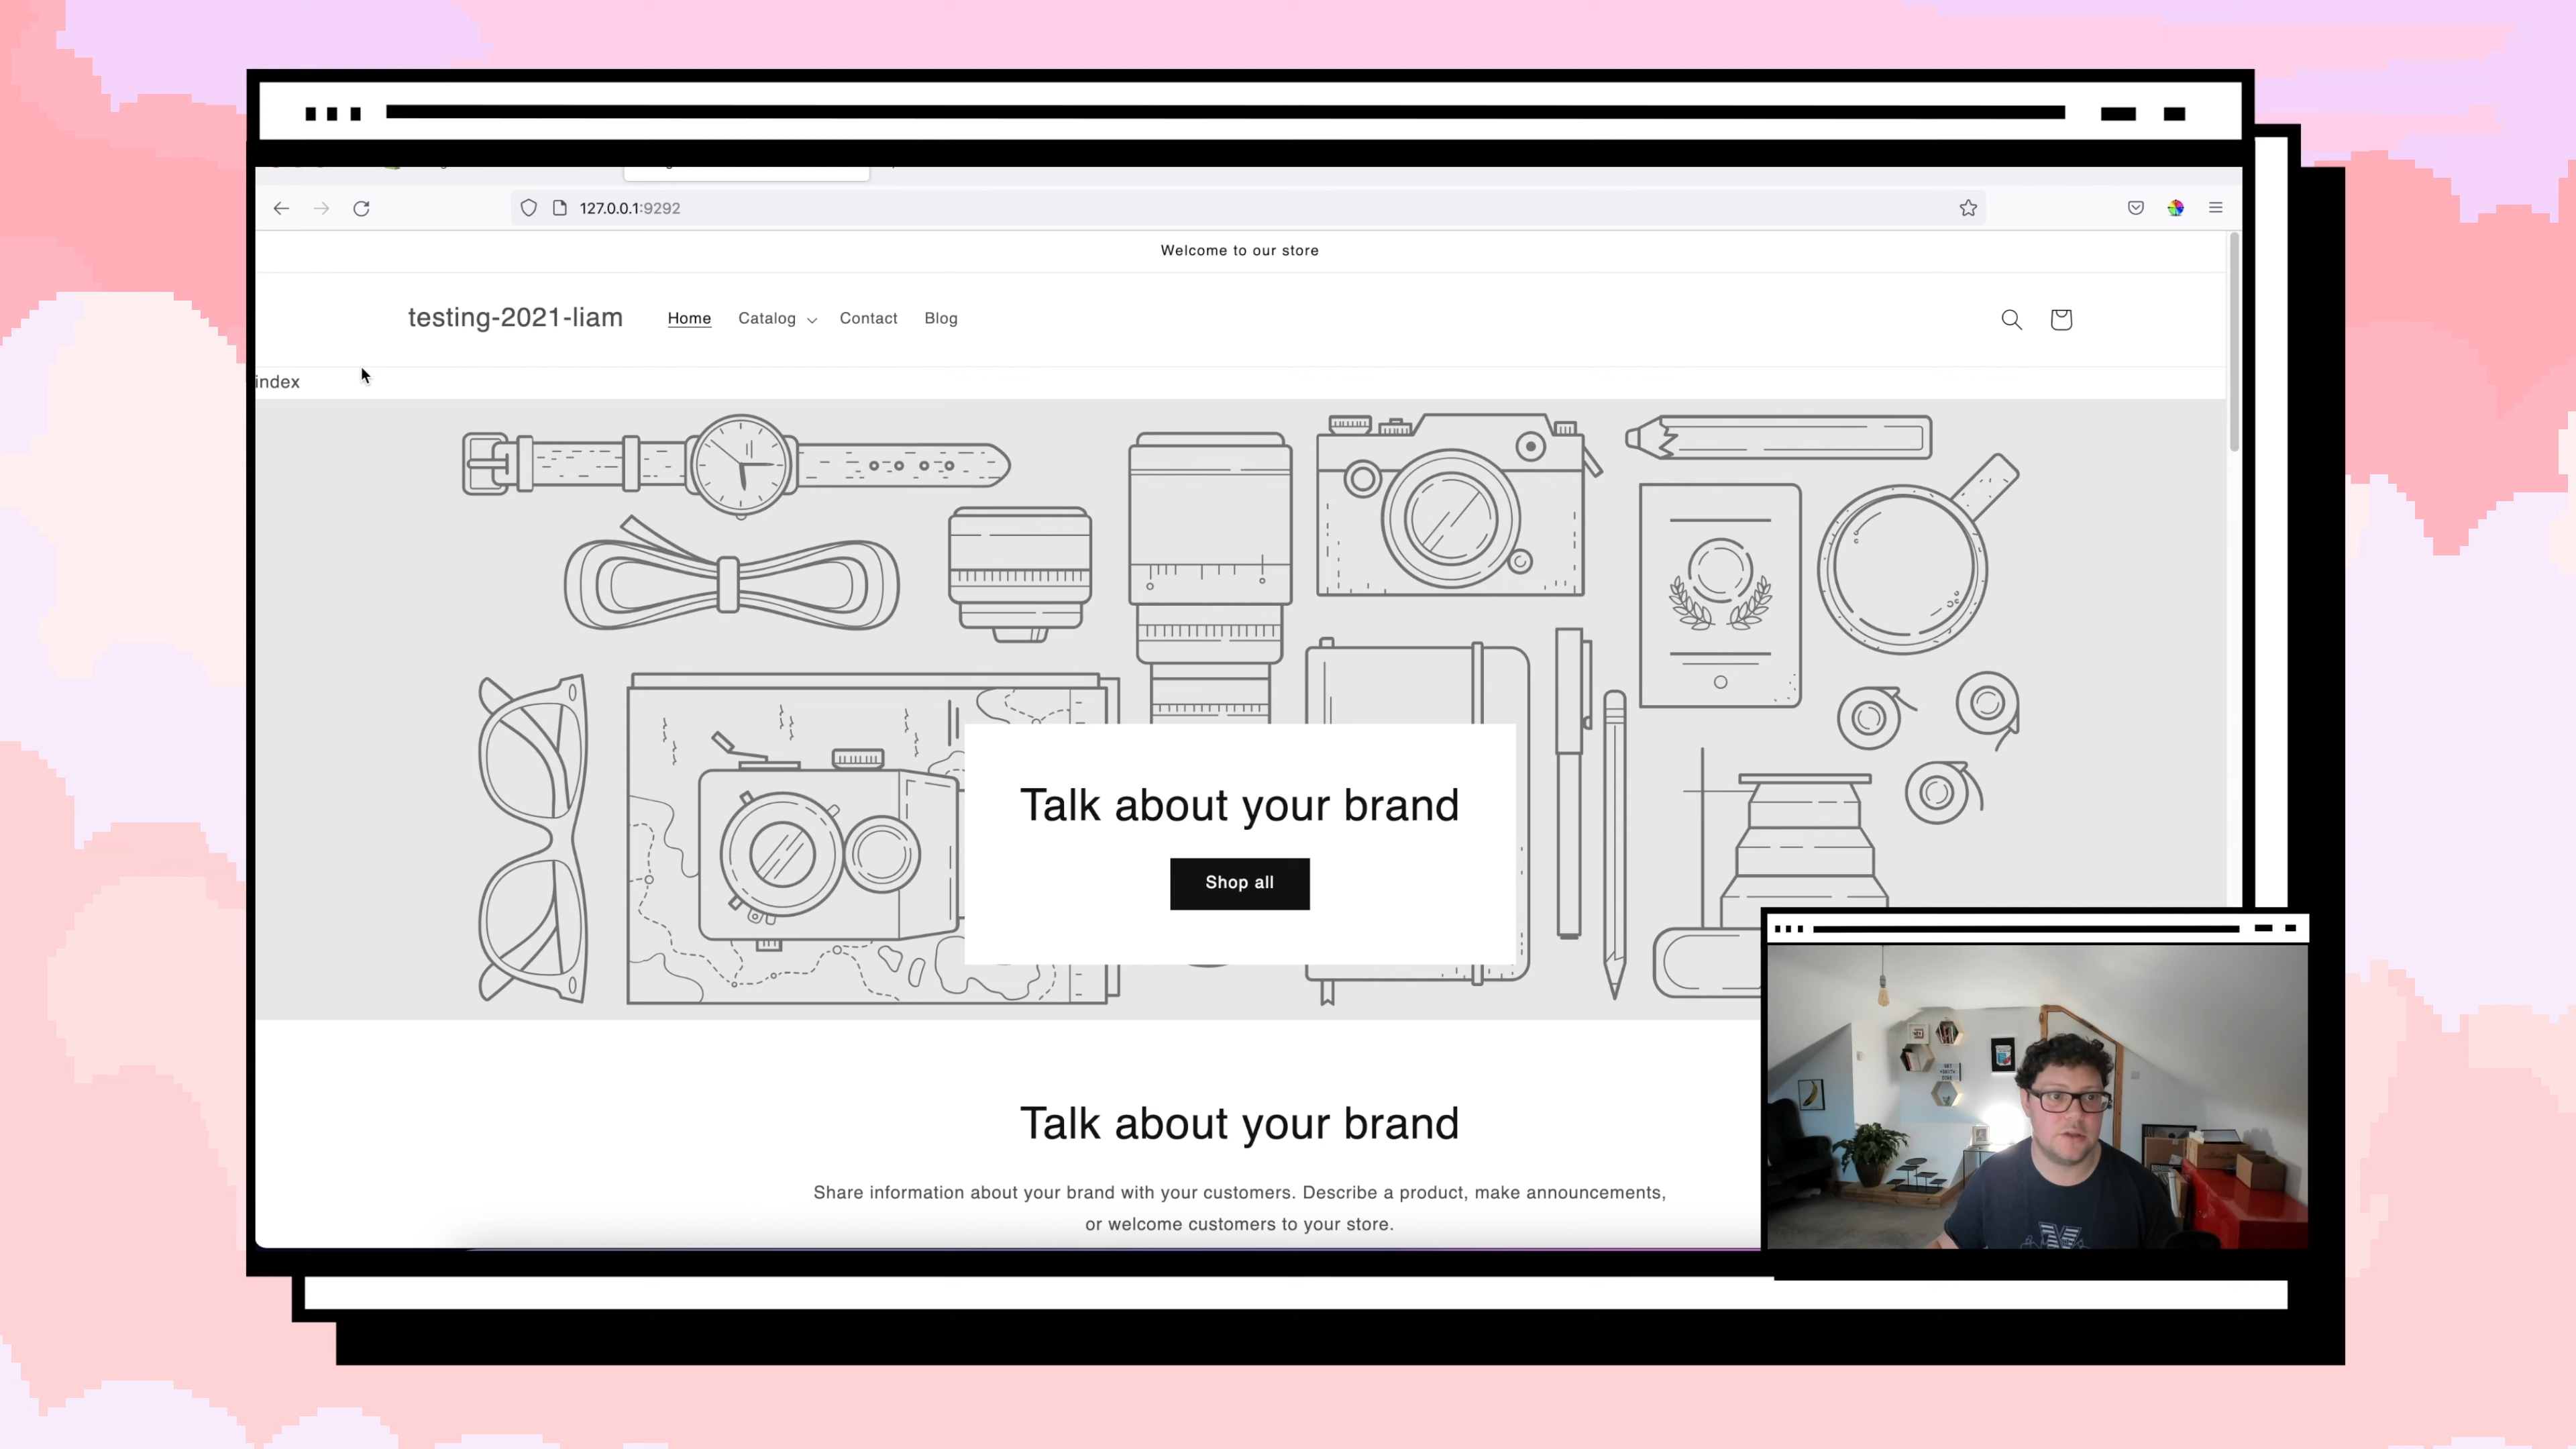 127.0.0.1:9292
Welcome to our store
testing-2021-liam
Home
Catalog
Contact
Blog
index
Talk about your brand
Shop all
Talk about your brand
Share information about your brand with your customers. Describe a product, make announcements,
or welcome customers to your store.